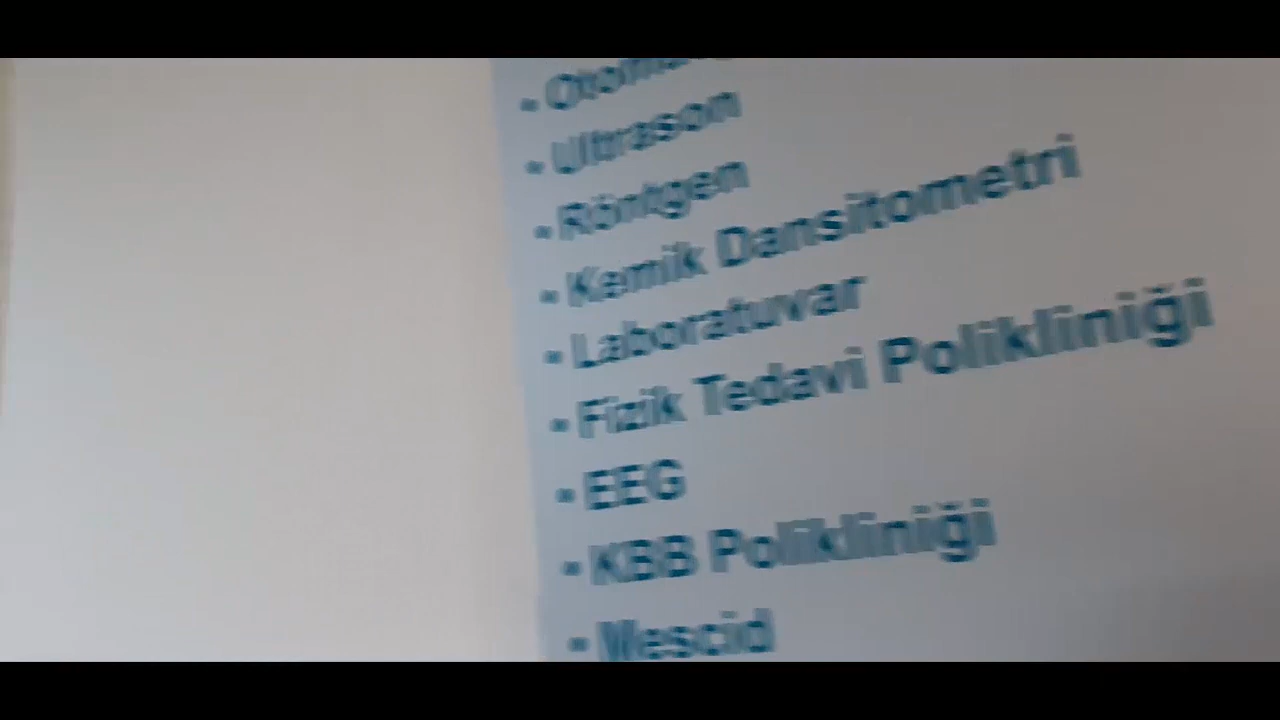 • Ultrason
• Röntgen
• Kemik Dansitometri
• Laboratuvar
• Fizik Tedavi Polikliniği
• EEG
• KBB Polikliniği
• Mescid